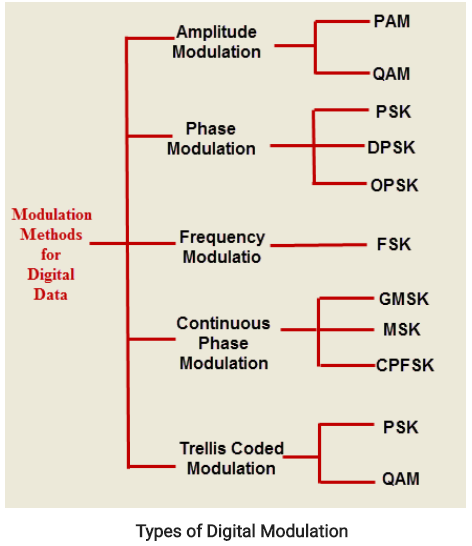 Modulation
Methods
for
Digital
Data
Amplitude
Modulation
PAM
QAM
Phase
Modulation
PSK
DPSK
OPSK
Frequency
Modulatio
FSK
Continuous
Phase
Modulation
GMSK
MSK
CPFSK
Trellis Coded
Modulation
PSK
QAM
Types of Digital Modulation